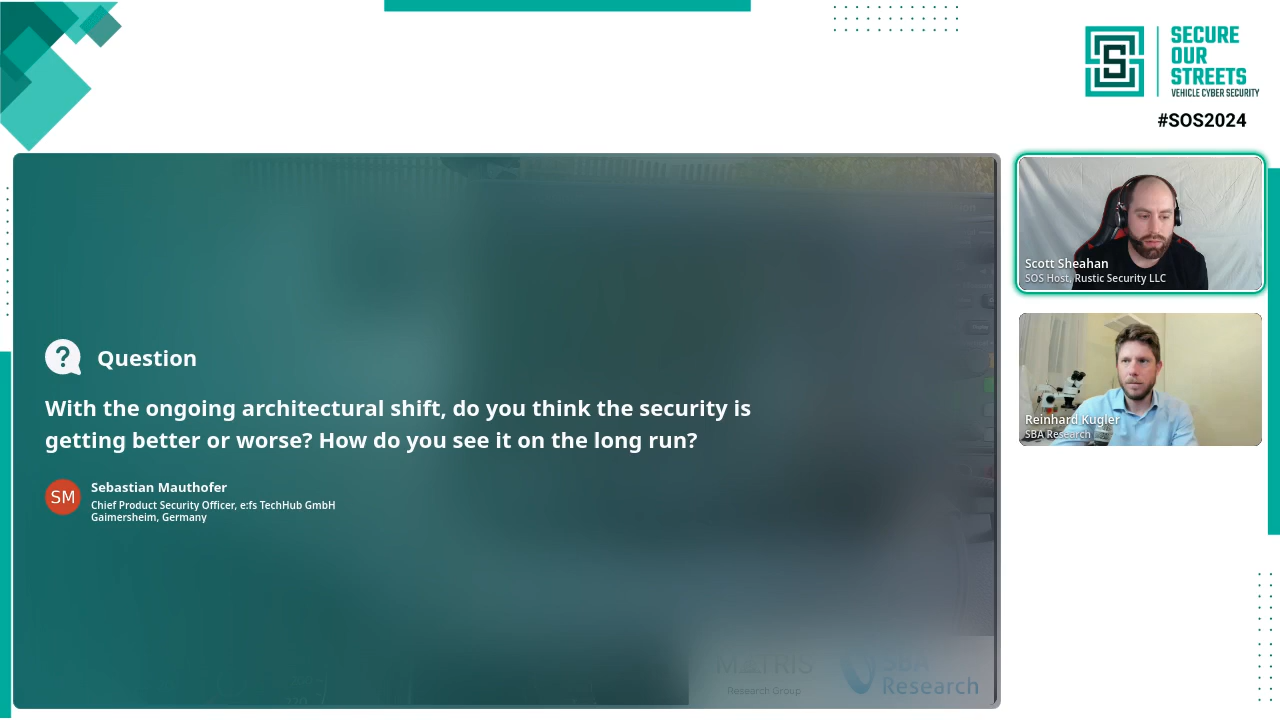 SECURE
OUR
STREETS
VEHICLE CYBER SECURITY
#SOS2024
Question
With the ongoing architectural shift, do you think the security is
getting better or worse? How do you see it on the long run?
SM
Sebastian Mauthofer
Chief Product Security Officer, e:fs TechHub GmbH
Gaimersheim, Germany
Scott Sheahan
SOS Host, Rustic Security LLC
Reinhard Kugler
SBA Research
MATRIS
Research Group
SBA
Research